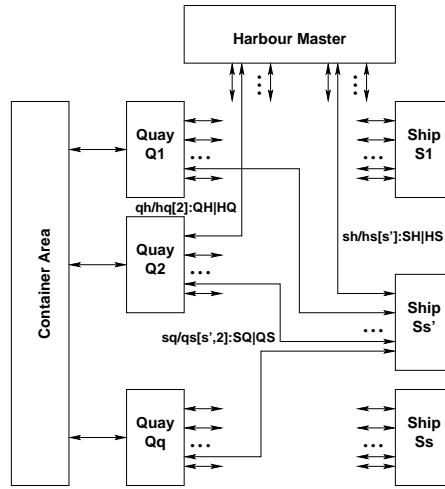 Harbour Master
Quay
Q1
Ship
S1
qh/hq[2]:QH|HQ
sh/hs[s']:SH|HS
Container Area
Quay
Q2
Ship
Ss'
sq/qs[s',2]:SQ|QS
Quay
Qq
Ship
Ss